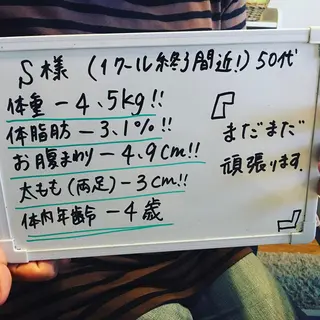 S様 (1クール終了間近!) 50代
体重 -4.5kg!!
体脂肪 -3.1%!!
お腹まわり -4.9cm!!
太もも(両足) -3cm!!
体内年齢 -4歳
『まだまだ
頑張ります.』